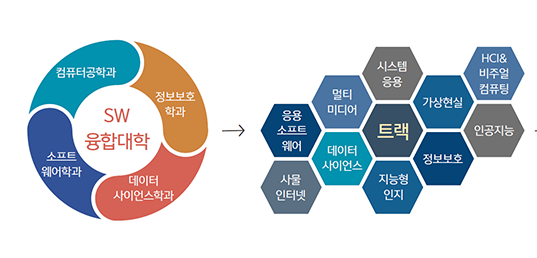 컴퓨터공학과
정보보호
학과
SW
융합대학
소프트
웨어학과
데이터
사이언스학과
시스템
응용
HCI&
비주얼
컴퓨팅
멀티
미디어
가상현실
응용
소프트
웨어
트랙
인공지능
데이터
사이언스
정보보호
사물
인터넷
지능형
인지